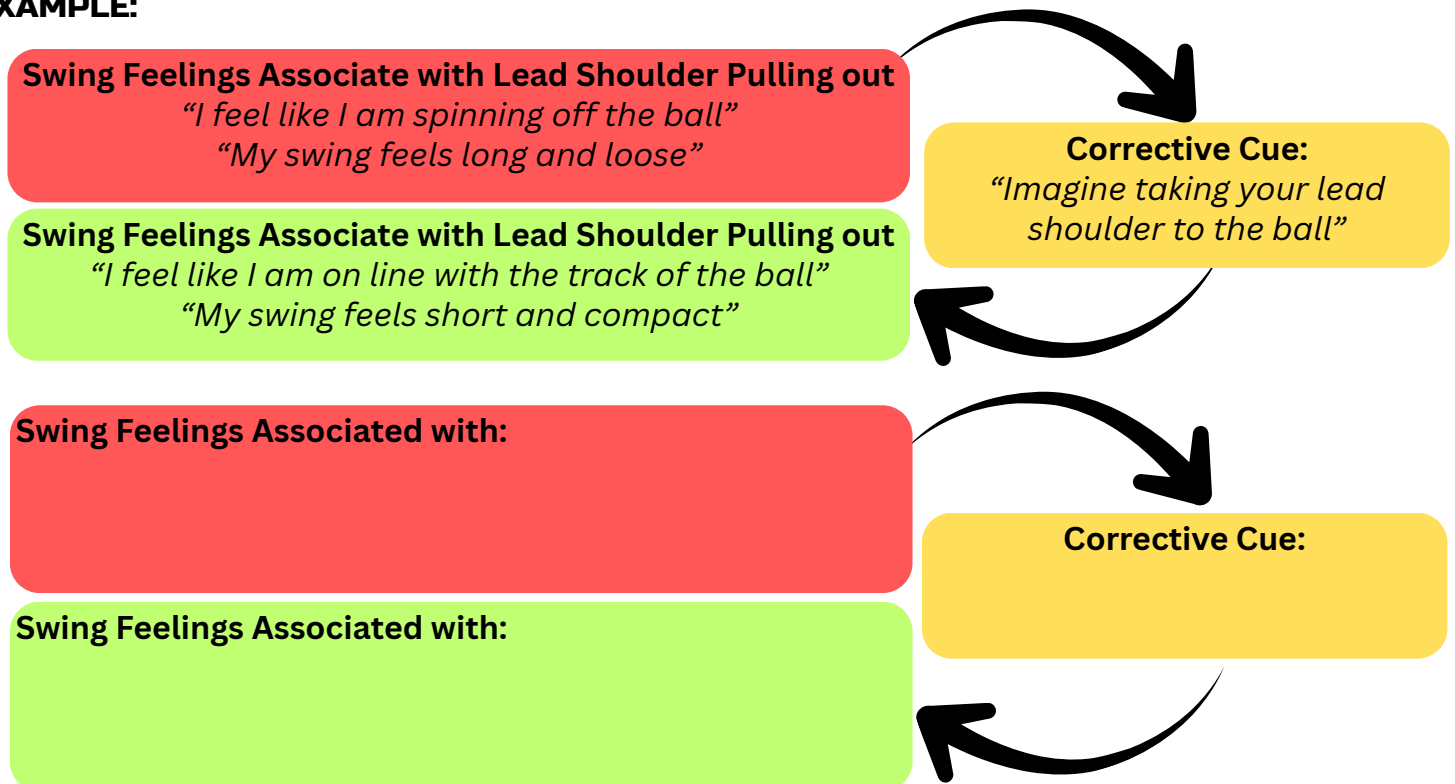 XAMPLE:
Swing Feelings Associate with Lead Shoulder Pulling out
“I feel like I am spinning off the ball”
“My swing feels long and loose”
Corrective Cue:
“Imagine taking your lead
shoulder to the ball”
Swing Feelings Associate with Lead Shoulder Pulling out
“I feel like I am on line with the track of the ball”
“My swing feels short and compact”
Swing Feelings Associated with:
Corrective Cue:
Swing Feelings Associated with: